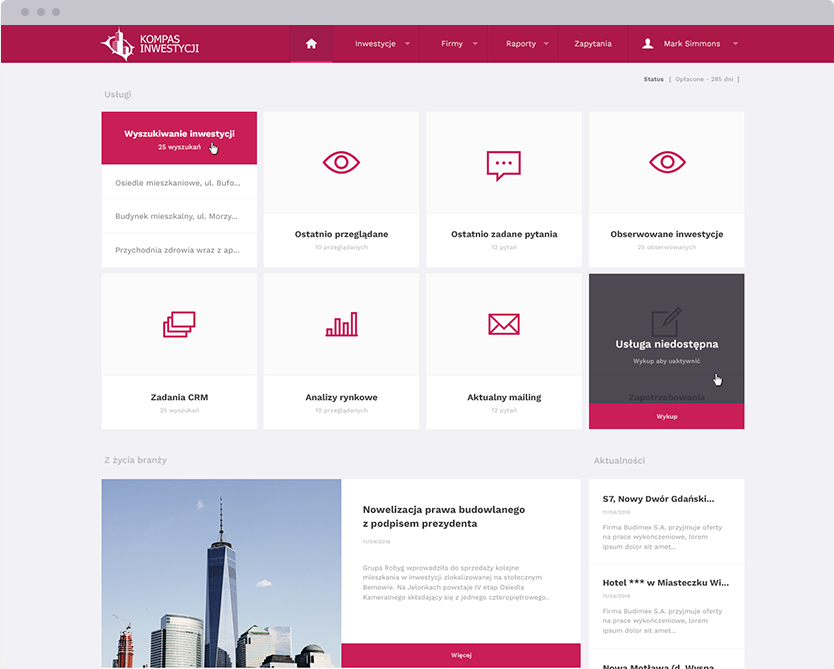 KOMPAS
INWESTYCJI
Inwestycje
Firmy
Raporty
Zapytania
Mark Simmons
Status [ Opłacone - 285 dni ]
Usługi
Wyszukiwanie inwestycji
25 wyszukań
Osiedle mieszkaniowe, ul. Bufo...
Budynek mieszkalny, ul. Morzy...
Przychodnia zdrowia wraz z ap...
Ostatnio przeglądane
10 przeglądanych
Ostatnio zadane pytania
12 pytań
Obserwowane inwestycje
25 obserwowanych
Zadania CRM
25 wyszukań
Analizy rynkowe
10 przeglądanych
Aktualny mailing
12 pytań
Usługa niedostępna
Wykup aby uaktywnić
Zapotrzebowania
Wykup
Z życia branży
Nowelizacja prawa budowlanego
z podpisem prezydenta
11/04/2016
Grupa Robyg wprowadziła do sprzedaży kolejne
mieszkania w inwestycji zlokalizowanej na stołecznym
Bemowie. Na Jelonkach powstaje IV etap Osiedla
Kameralnego składający się z jednego czteropiętrowego..
Więcej
Aktualności
S7, Nowy Dwór Gdański...
11/04/2016
Firma Budimex S.A. przyjmuje oferty
na prace wykończeniowe, lorem
ipsum dolor sit amet...
Hotel *** w Miasteczku Wi...
11/04/2016
Firma Budimex S.A. przyjmuje oferty
na prace wykończeniowe, lorem
ipsum dolor sit amet...
Nowa Motława (d. Wyspa